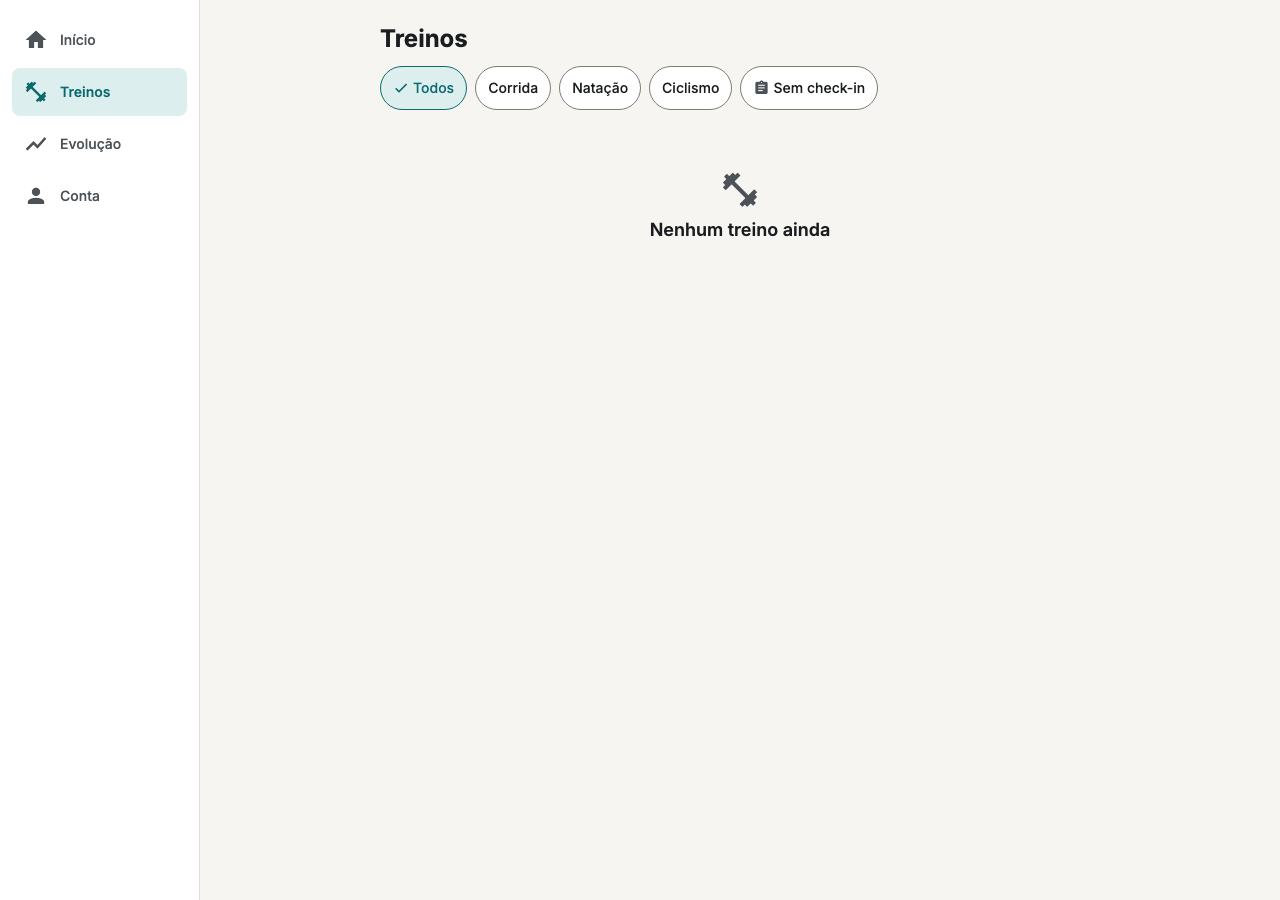 Início
Treinos
Evolução
Conta
Treinos
Todos
Corrida
Natação
Ciclismo
Sem check-in
Nenhum treino ainda